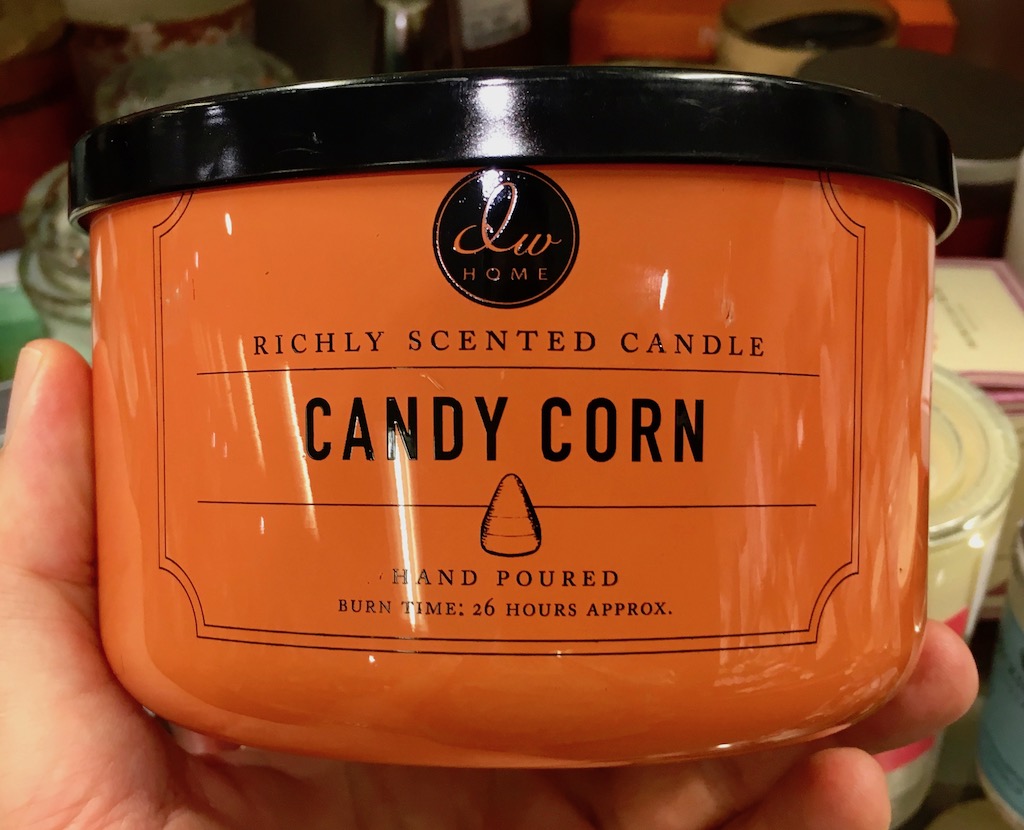 dw
HOME
RICHLY SCENTED CANDLE
CANDY CORN
HAND POURED
BURN TIME: 26 HOURS APPROX.